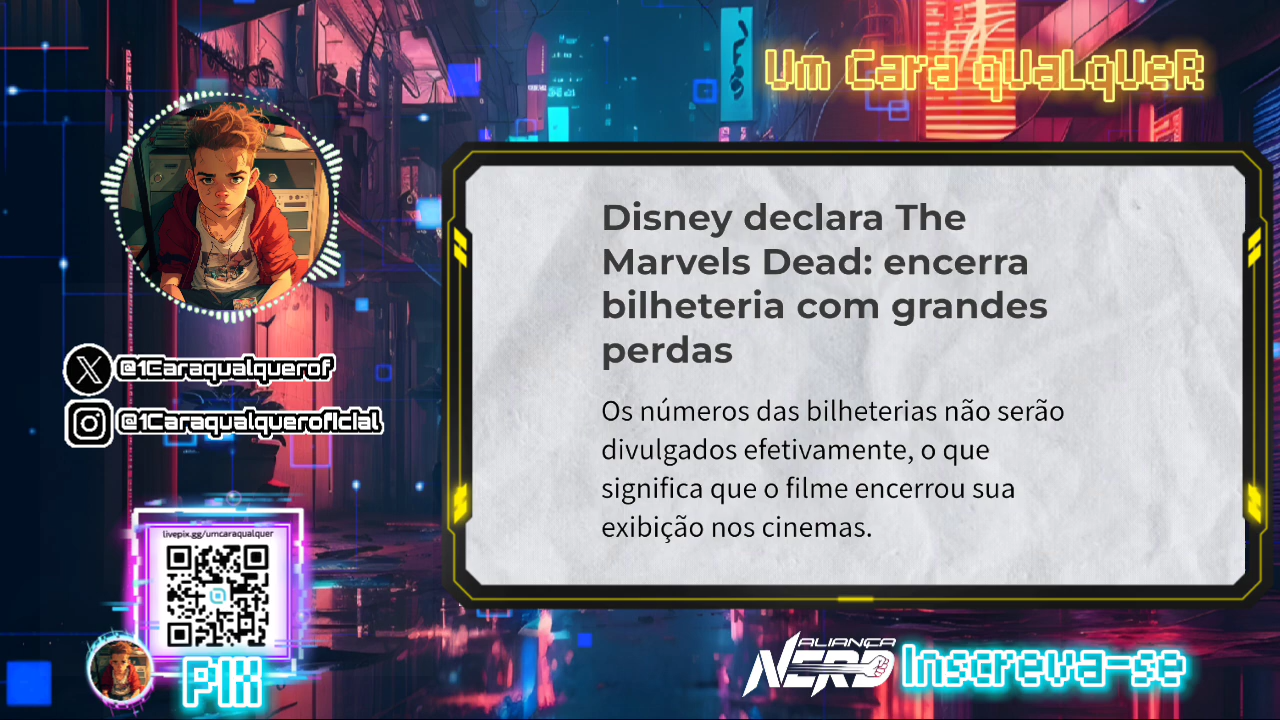 Um Cara qUaLqUeR
Disney declara The
Marvels Dead: encerra
bilheteria com grandes
perdas
Os números das bilheterias não serão
divulgados efetivamente, o que
significa que o filme encerrou sua
exibição nos cinemas.
@1Caraqualquerof
@1Caraqualqueroficial
livepix.gg/umcaraqualquer
PIX
ALIANÇA
NERD
Inscreva-se